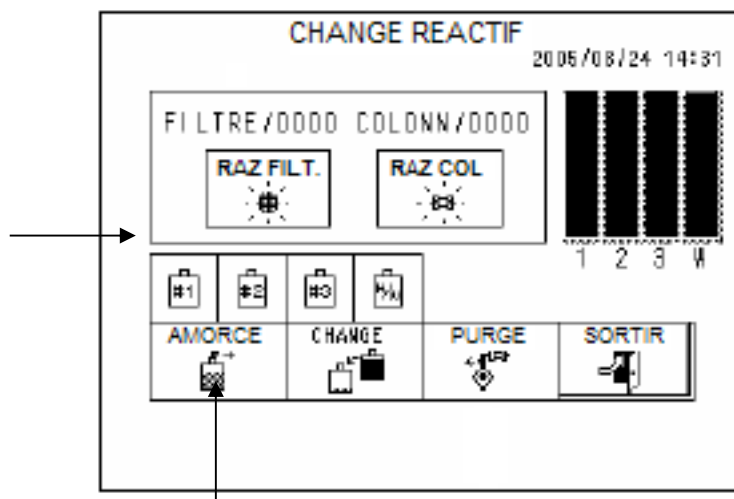 CHANGE REACTIF
2005/08/24 14:31
FILTRE/0000 COLONN/0000
RAZ FILT. RAZ COL
1 2 3 W
#1 #2 #3
AMORCE CHANGE PURGE SORTIR